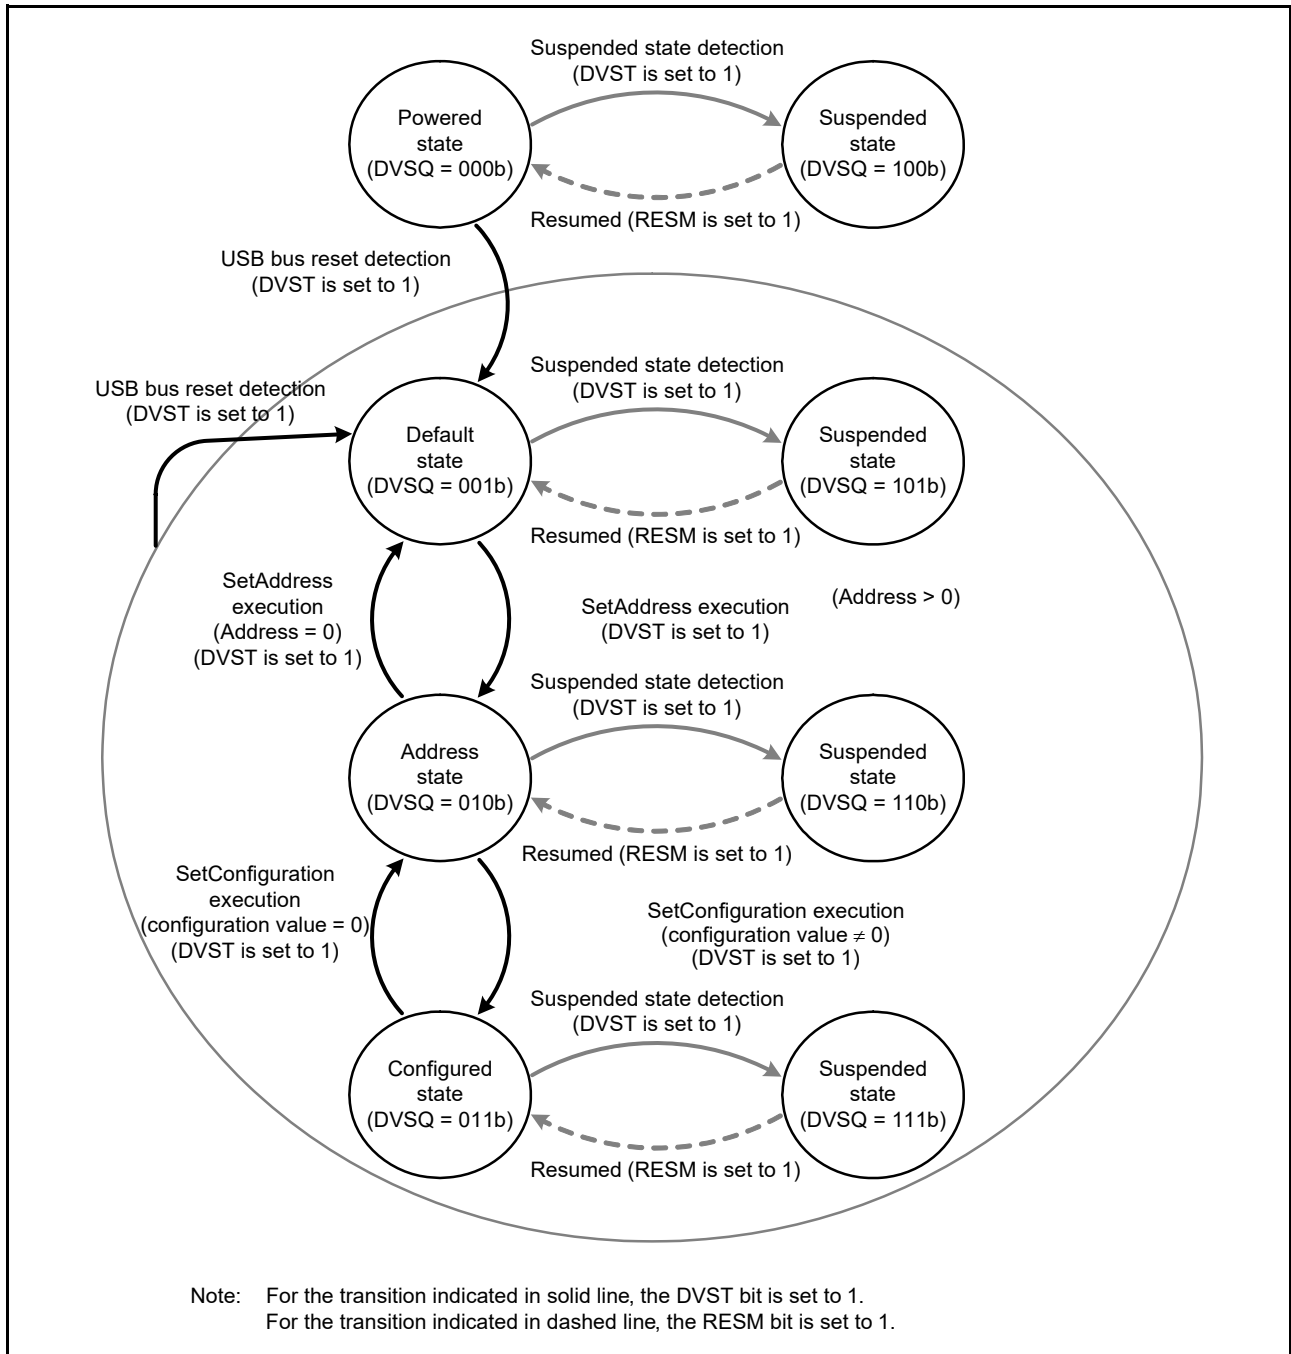 Suspended state detection
(DVST is set to 1)
Powered
state
(DVSQ = 000b)
Suspended
state
(DVSQ = 100b)
Resumed (RESM is set to 1)
USB bus reset detection
(DVST is set to 1)
USB bus reset detection
(DVST is set to 1)
Suspended state detection
(DVST is set to 1)
Default
state
(DVSQ = 001b)
Suspended
state
(DVSQ = 101b)
Resumed (RESM is set to 1)
SetAddress
execution
(Address = 0)
(DVST is set to 1)
SetAddress execution
(DVST is set to 1)
(Address > 0)
Suspended state detection
(DVST is set to 1)
Address
state
(DVSQ = 010b)
Suspended
state
(DVSQ = 110b)
Resumed (RESM is set to 1)
SetConfiguration
execution
(configuration value = 0)
(DVST is set to 1)
SetConfiguration execution
(configuration value ≠ 0)
(DVST is set to 1)
Suspended state detection
(DVST is set to 1)
Configured
state
(DVSQ = 011b)
Suspended
state
(DVSQ = 111b)
Resumed (RESM is set to 1)
Note: For the transition indicated in solid line, the DVST bit is set to 1.
For the transition indicated in dashed line, the RESM bit is set to 1.